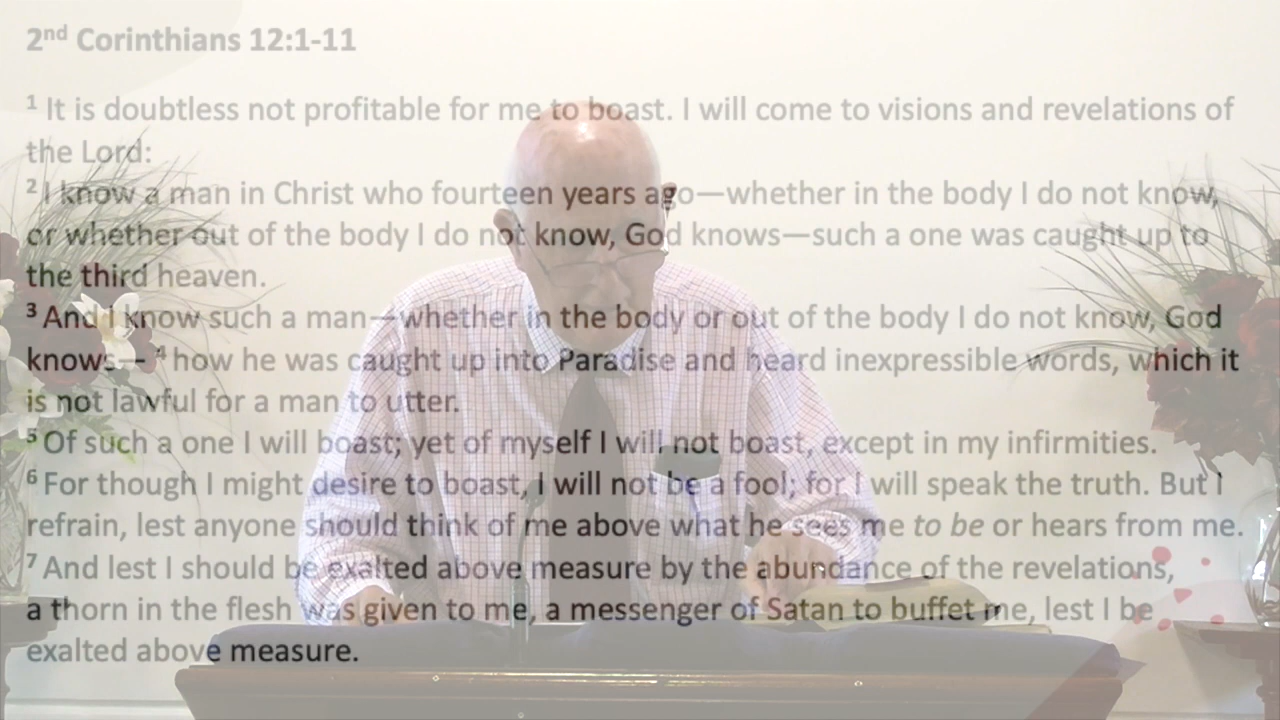 2nd Corinthians 12:1-11
1 It is doubtless not profitable for me to boast. I will come to visions and revelations of
the Lord:
2 I know a man in Christ who fourteen years ago—whether in the body I do not know,
or whether out of the body I do not know, God knows—such a one was caught up to
the third heaven.
3 And I know such a man—whether in the body or out of the body I do not know, God
knows— 4 how he was caught up into Paradise and heard inexpressible words, which it
is not lawful for a man to utter.
5 Of such a one I will boast; yet of myself I will not boast, except in my infirmities.
6 For though I might desire to boast, I will not be a fool; for I will speak the truth. But I
refrain, lest anyone should think of me above what he sees me to be or hears from me.
7 And lest I should be exalted above measure by the abundance of the revelations,
a thorn in the flesh was given to me, a messenger of Satan to buffet me, lest I be
exalted above measure.